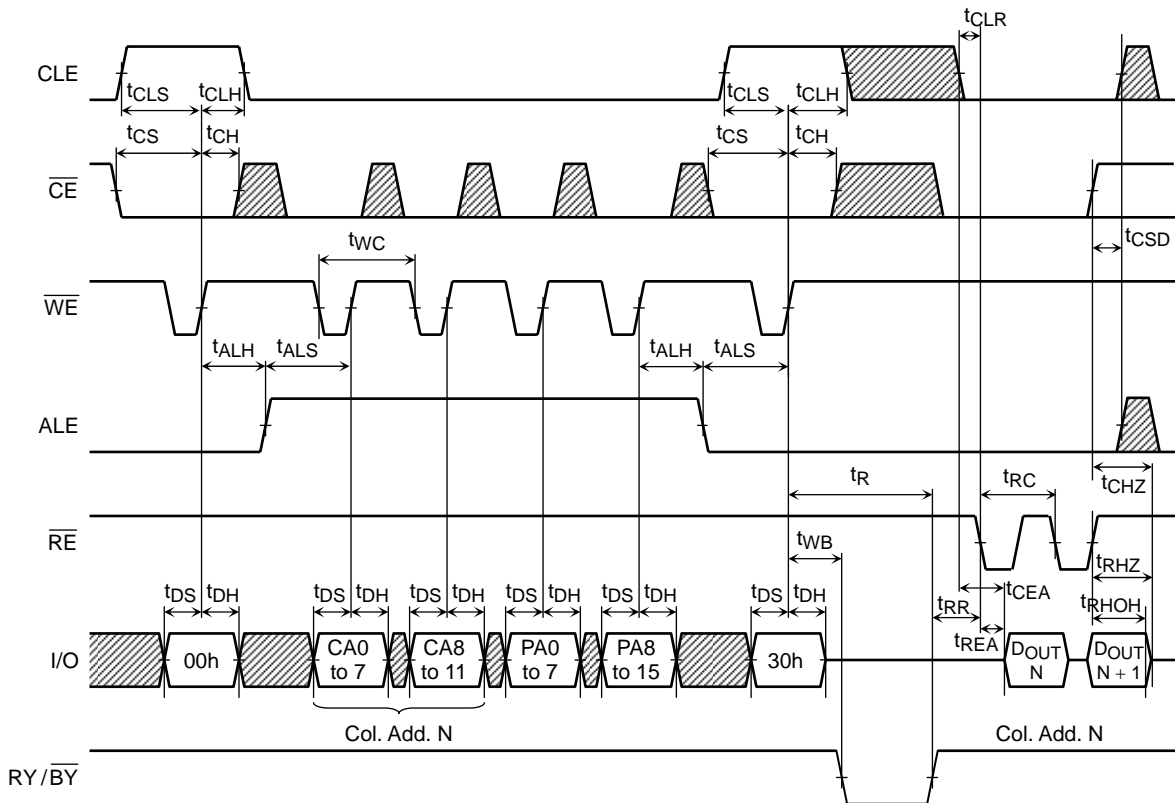 tCLR
CLE
tCLS tCLH tCLS tCLH
tCS tCH tCS tCH
CE
tCSD
tWC
WE
tALH tALS tALH tALS
ALE
tR tRC tCHZ
RE
tWB
tDS tDH tDS tDH tDS tDH tDS tDH tDS tDH tDS tDH tRR tCEA tRHZ
tREA tRHOH
I/O 00h CA0 to 7 CA8 to 11 PA0 to 7 PA8 to 15 30h DOUT N DOUT N + 1
Col. Add. N Col. Add. N
RY/BY